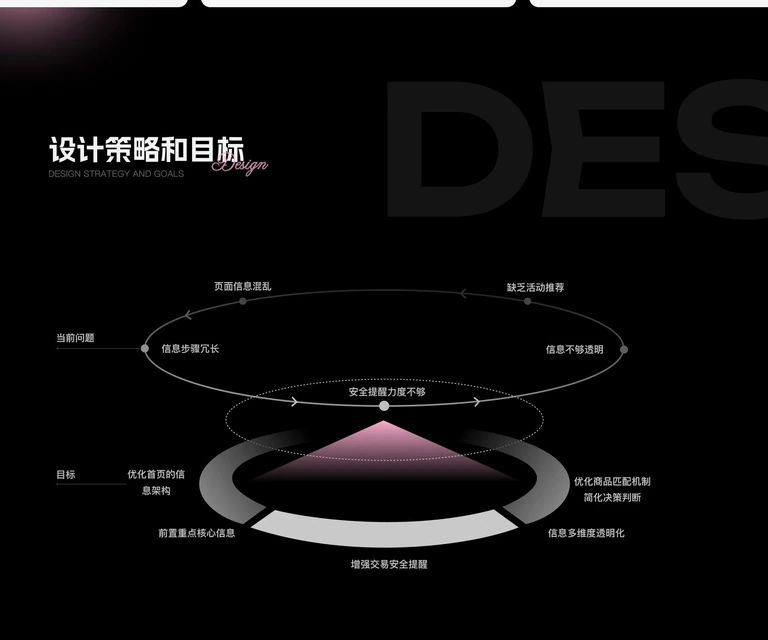 DES
设计策略和目标
Design
DESIGN STRATEGY AND GOALS
页面信息混乱
缺乏活动推荐
当前问题
信息步骤冗长
信息不够透明
安全提醒力度不够
目标
优化首页的信
息架构
优化商品匹配机制
简化决策判断
前置重点核心信息
信息多维度透明化
增强交易安全提醒